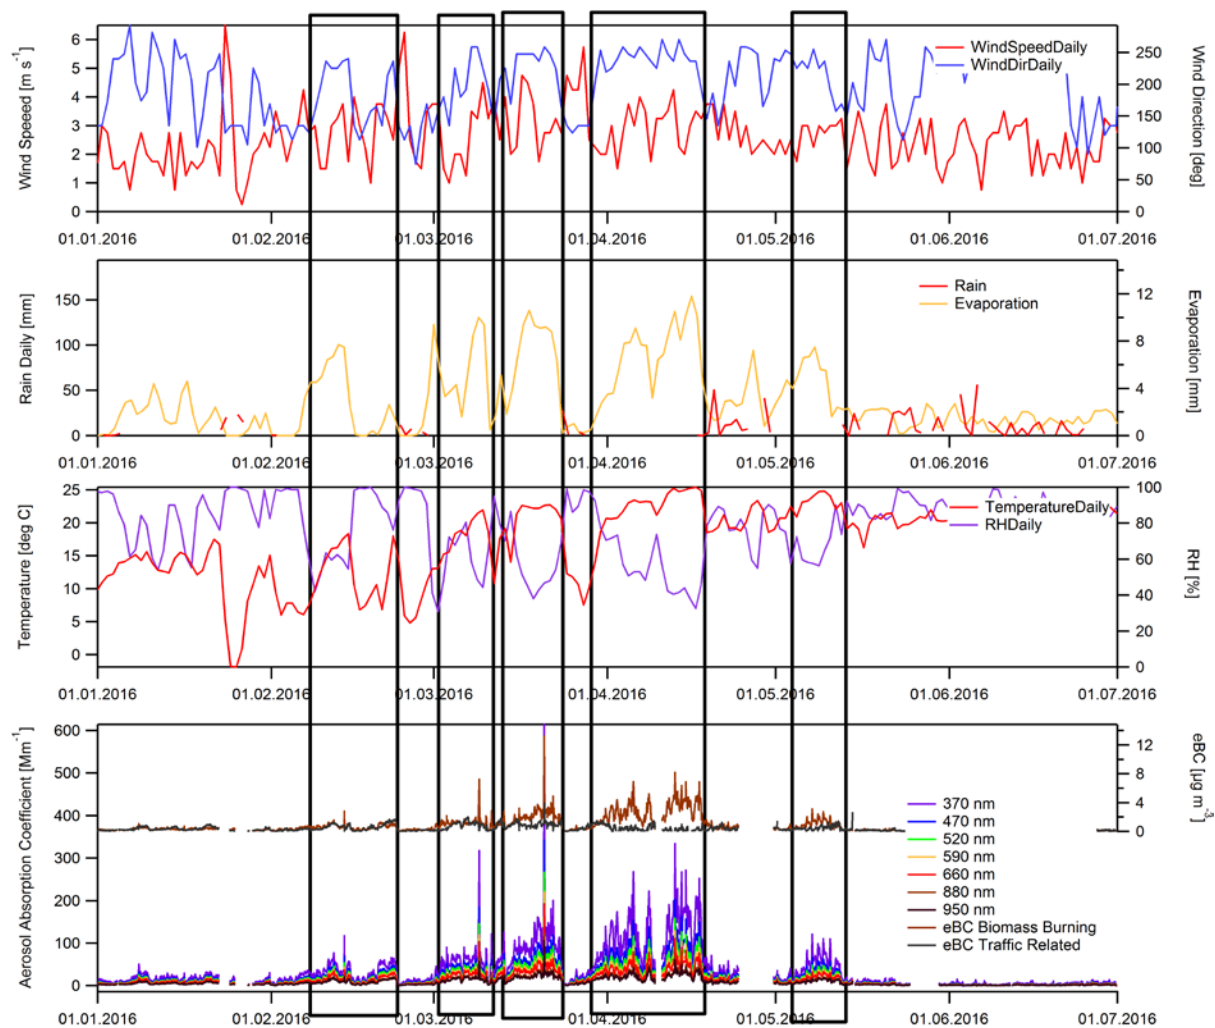 Wind Speed [m s-1]
6
5
4
3
2
1
0
WindSpeedDaily
WindDirDaily
250
200
150
100
50
0
Wind Direction [deg]
01.01.2016 01.02.2016 01.03.2016 01.04.2016 01.05.2016 01.06.2016 01.07.2016
Rain Daily [mm]
150
100
50
0
Rain
Evaporation
12
8
4
0
Evaporation [mm]
01.01.2016 01.02.2016 01.03.2016 01.04.2016 01.05.2016 01.06.2016 01.07.2016
Temperature [deg C]
25
20
15
10
5
0
TemperatureDaily
RHDaily
100
80
60
40
20
0
RH [%]
01.01.2016 01.02.2016 01.03.2016 01.04.2016 01.05.2016 01.06.2016 01.07.2016
Aerosol Absorption Coefficient [Mm-1]
600
500
400
300
200
100
0
12
8
4
0
eBC [µg m-3]
370 nm
470 nm
520 nm
590 nm
660 nm
880 nm
950 nm
eBC Biomass Burning
eBC Traffic Related
01.01.2016 01.02.2016 01.03.2016 01.04.2016 01.05.2016 01.06.2016 01.07.2016